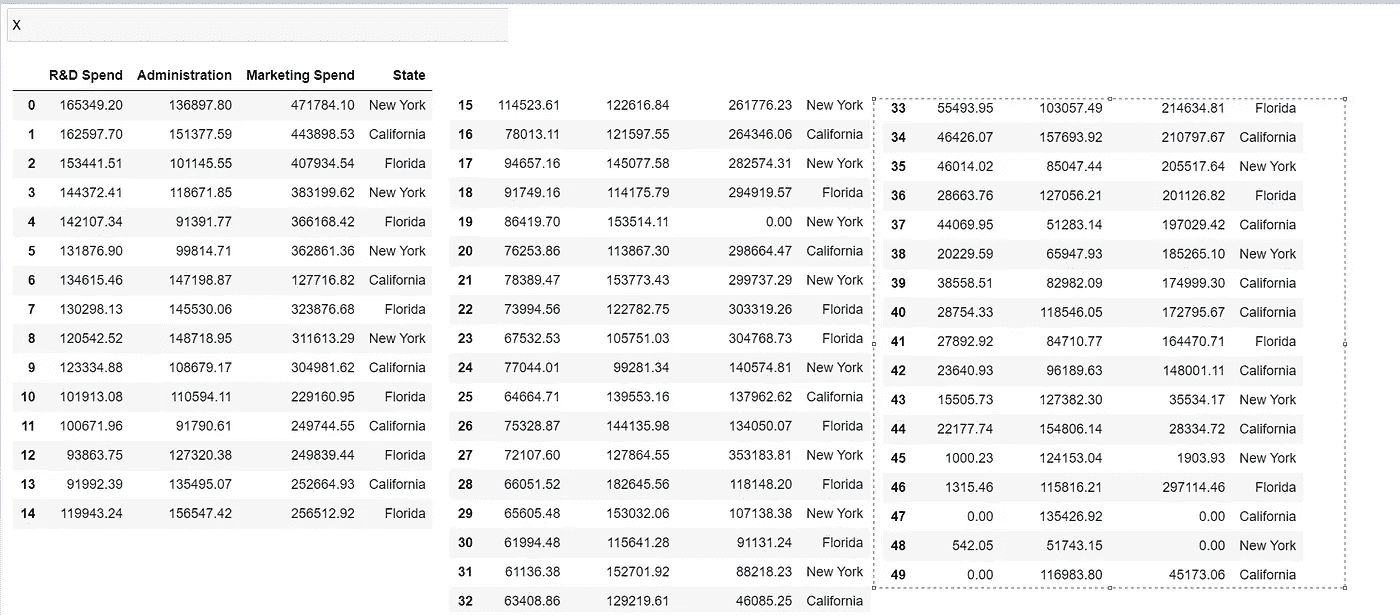 X
R&D Spend Administration Marketing Spend State
0 165349.20 136897.80 471784.10 New York
1 162597.70 151377.59 443898.53 California
2 153441.51 101145.55 407934.54 Florida
3 144372.41 118671.85 383199.62 New York
4 142107.34 91391.77 366168.42 Florida
5 131876.90 99814.71 362861.36 New York
6 134615.46 147198.87 127716.82 California
7 130298.13 145530.06 323876.68 Florida
8 120542.52 148718.95 311613.29 New York
9 123334.88 108679.17 304981.62 California
10 101913.08 110594.11 229160.95 Florida
11 100671.96 91790.61 249744.55 California
12 93863.75 127320.38 249839.44 Florida
13 91992.39 135495.07 252664.93 California
14 119943.24 156547.42 256512.92 Florida
15 114523.61 122616.84 261776.23 New York
16 78013.11 121597.55 264346.06 California
17 94657.16 145077.58 282574.31 New York
18 91749.16 114175.79 294919.57 Florida
19 86419.70 153514.11 0.00 New York
20 76253.86 113867.30 298664.47 California
21 78389.47 153773.43 299737.29 New York
22 73994.56 122782.75 303319.26 Florida
23 67532.53 105751.03 304768.73 Florida
24 77044.01 99281.34 140574.81 New York
25 64664.71 139553.16 137962.62 California
26 75328.87 144135.98 134050.07 Florida
27 72107.60 127864.55 353183.81 New York
28 66051.52 182645.56 118148.20 Florida
29 65605.48 153032.06 107138.38 New York
30 61994.48 115641.28 91131.24 Florida
31 61136.38 152701.92 88218.23 New York
32 63408.86 129219.61 46085.25 California
33 55493.95 103057.49 214634.81 Florida
34 46426.07 157693.92 210797.67 California
35 46014.02 85047.44 205517.64 New York
36 28663.76 127056.21 201126.82 Florida
37 44069.95 51283.14 197029.42 California
38 20229.59 65947.93 185265.10 New York
39 38558.51 82982.09 174999.30 California
40 28754.33 118546.05 172795.67 California
41 27892.92 84710.77 164470.71 Florida
42 23640.93 96189.63 148001.11 California
43 15505.73 127382.30 35534.17 New York
44 22177.74 154806.14 28334.72 California
45 1000.23 124153.04 1903.93 New York
46 1315.46 115816.21 297114.46 Florida
47 0.00 135426.92 0.00 California
48 542.05 51743.15 0.00 New York
49 0.00 116983.80 45173.06 California